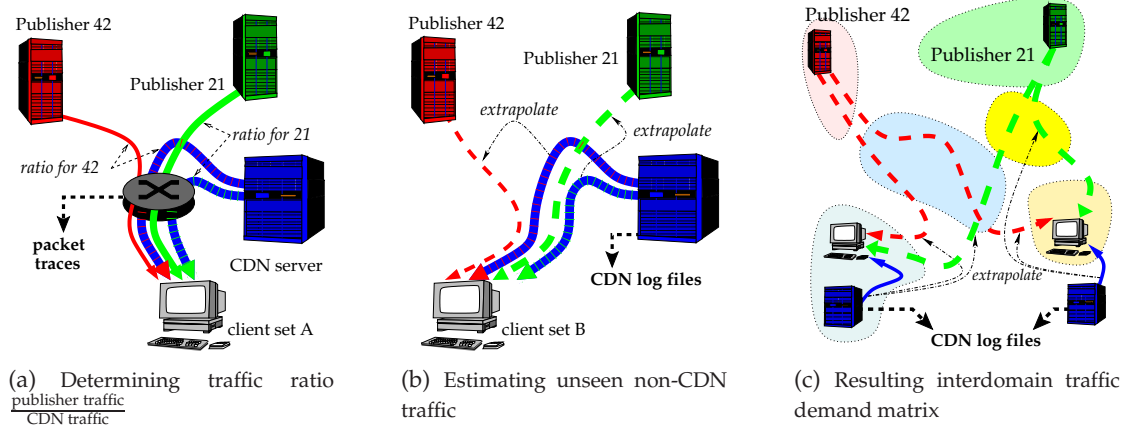 Publisher 42
Publisher 21
ratio for 21
ratio for 42
packet
traces
CDN server
client set A
(a) Determining traffic ratio
publisher traffic
CDN traffic
Publisher 42
Publisher 21
extrapolate
extrapolate
CDN log files
client set B
(b) Estimating unseen non-CDN
traffic
Publisher 42
Publisher 21
extrapolate
CDN log files
(c) Resulting interdomain traffic
demand matrix